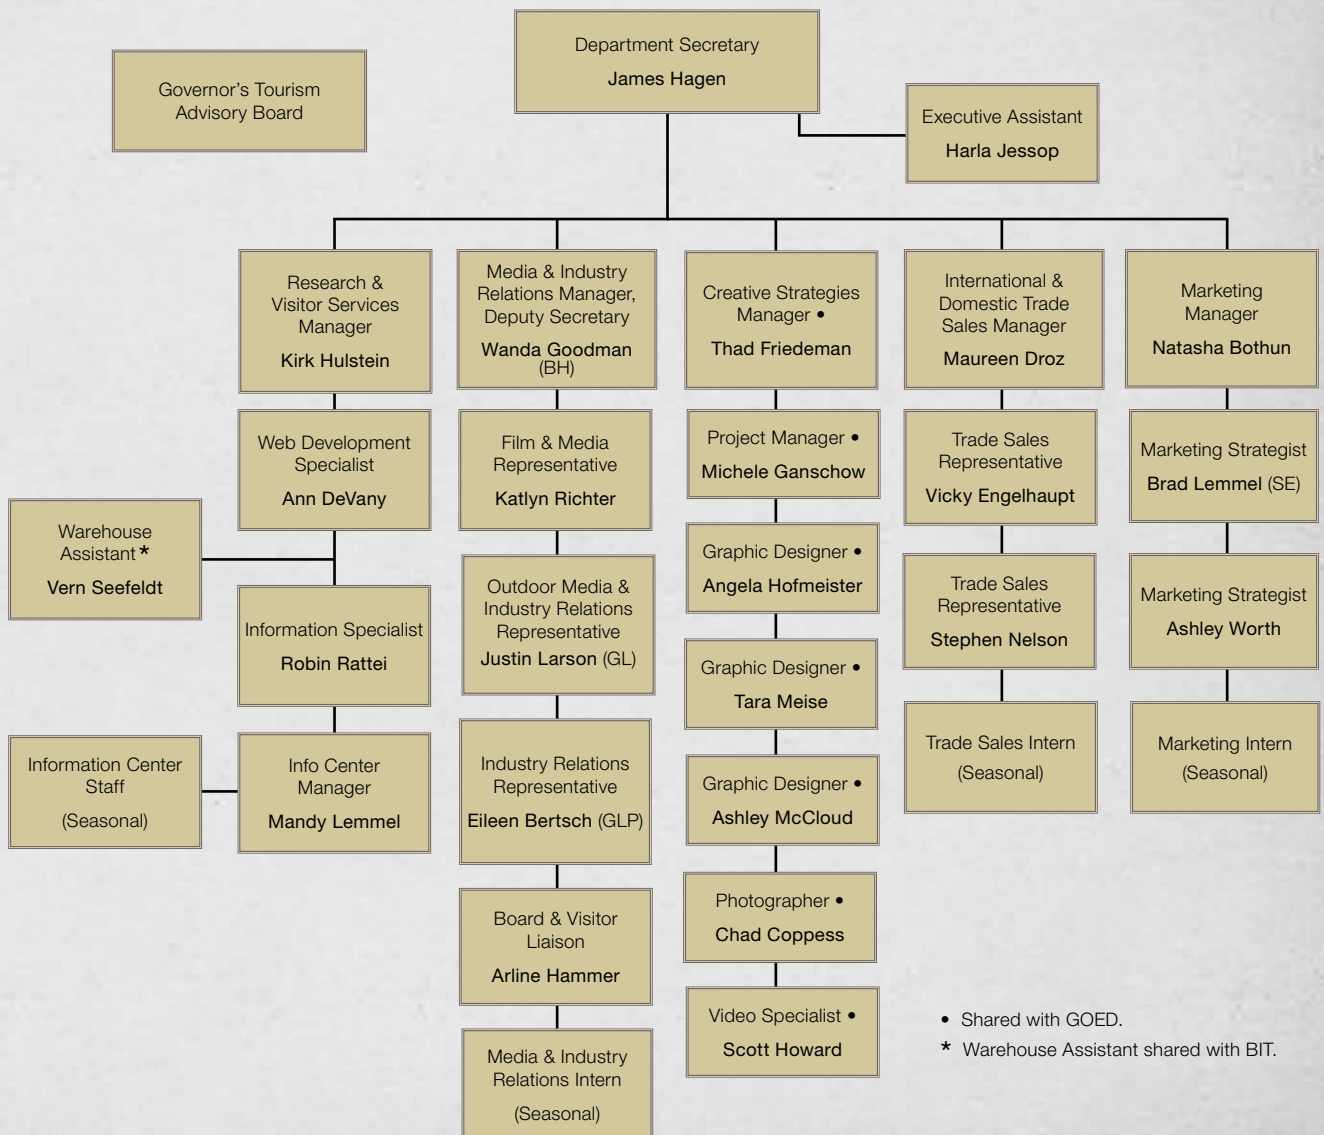 Department Secretary
James Hagen
Governor's Tourism
Advisory Board
Executive Assistant
Harla Jessop
Research &
Visitor Services
Manager
Kirk Hulstein
Web Development
Specialist
Ann DeVany
Warehouse
Assistant *
Vern Seefeldt
Information Specialist
Robin Rattei
Information Center
Staff
(Seasonal)
Info Center
Manager
Mandy Lemmel
Media & Industry
Relations Manager,
Deputy Secretary
Wanda Goodman
(BH)
Film & Media
Representative
Katlyn Richter
Outdoor Media &
Industry Relations
Representative
Justin Larson (GL)
Industry Relations
Representative
Eileen Bertsch (GLP)
Board & Visitor
Liaison
Arline Hammer
Media & Industry
Relations Intern
(Seasonal)
Creative Strategies
Manager •
Thad Friedeman
Project Manager •
Michele Ganschow
Graphic Designer •
Angela Hofmeister
Graphic Designer •
Tara Meise
Graphic Designer •
Ashley McCloud
Photographer •
Chad Coppess
Video Specialist •
Scott Howard
International &
Domestic Trade
Sales Manager
Maureen Droz
Trade Sales
Representative
Vicky Engelhaupt
Trade Sales
Representative
Stephen Nelson
Trade Sales Intern
(Seasonal)
Marketing
Manager
Natasha Bothun
Marketing Strategist
Brad Lemmel (SE)
Marketing Strategist
Ashley Worth
Marketing Intern
(Seasonal)
• Shared with GOED.
* Warehouse Assistant shared with BIT.